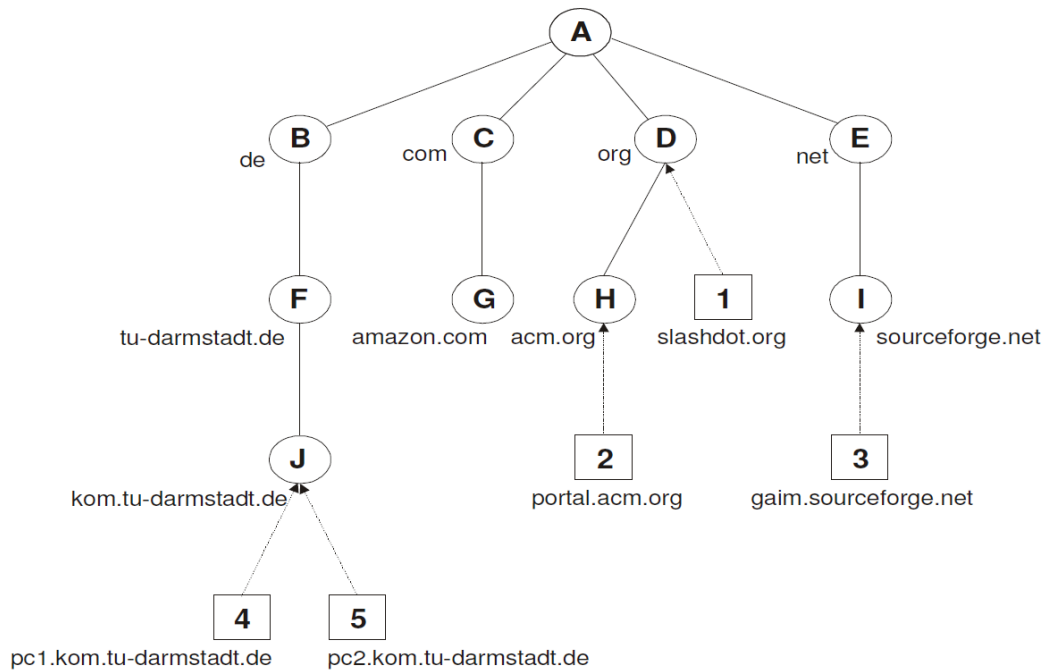 A
B
C
D
E
de
com
org
net
F
G
H
1
I
tu-darmstadt.de
amazon.com
acm.org
slashdot.org
sourceforge.net
J
2
3
kom.tu-darmstadt.de
portal.acm.org
gaim.sourceforge.net
4
5
pc1.kom.tu-darmstadt.de
pc2.kom.tu-darmstadt.de